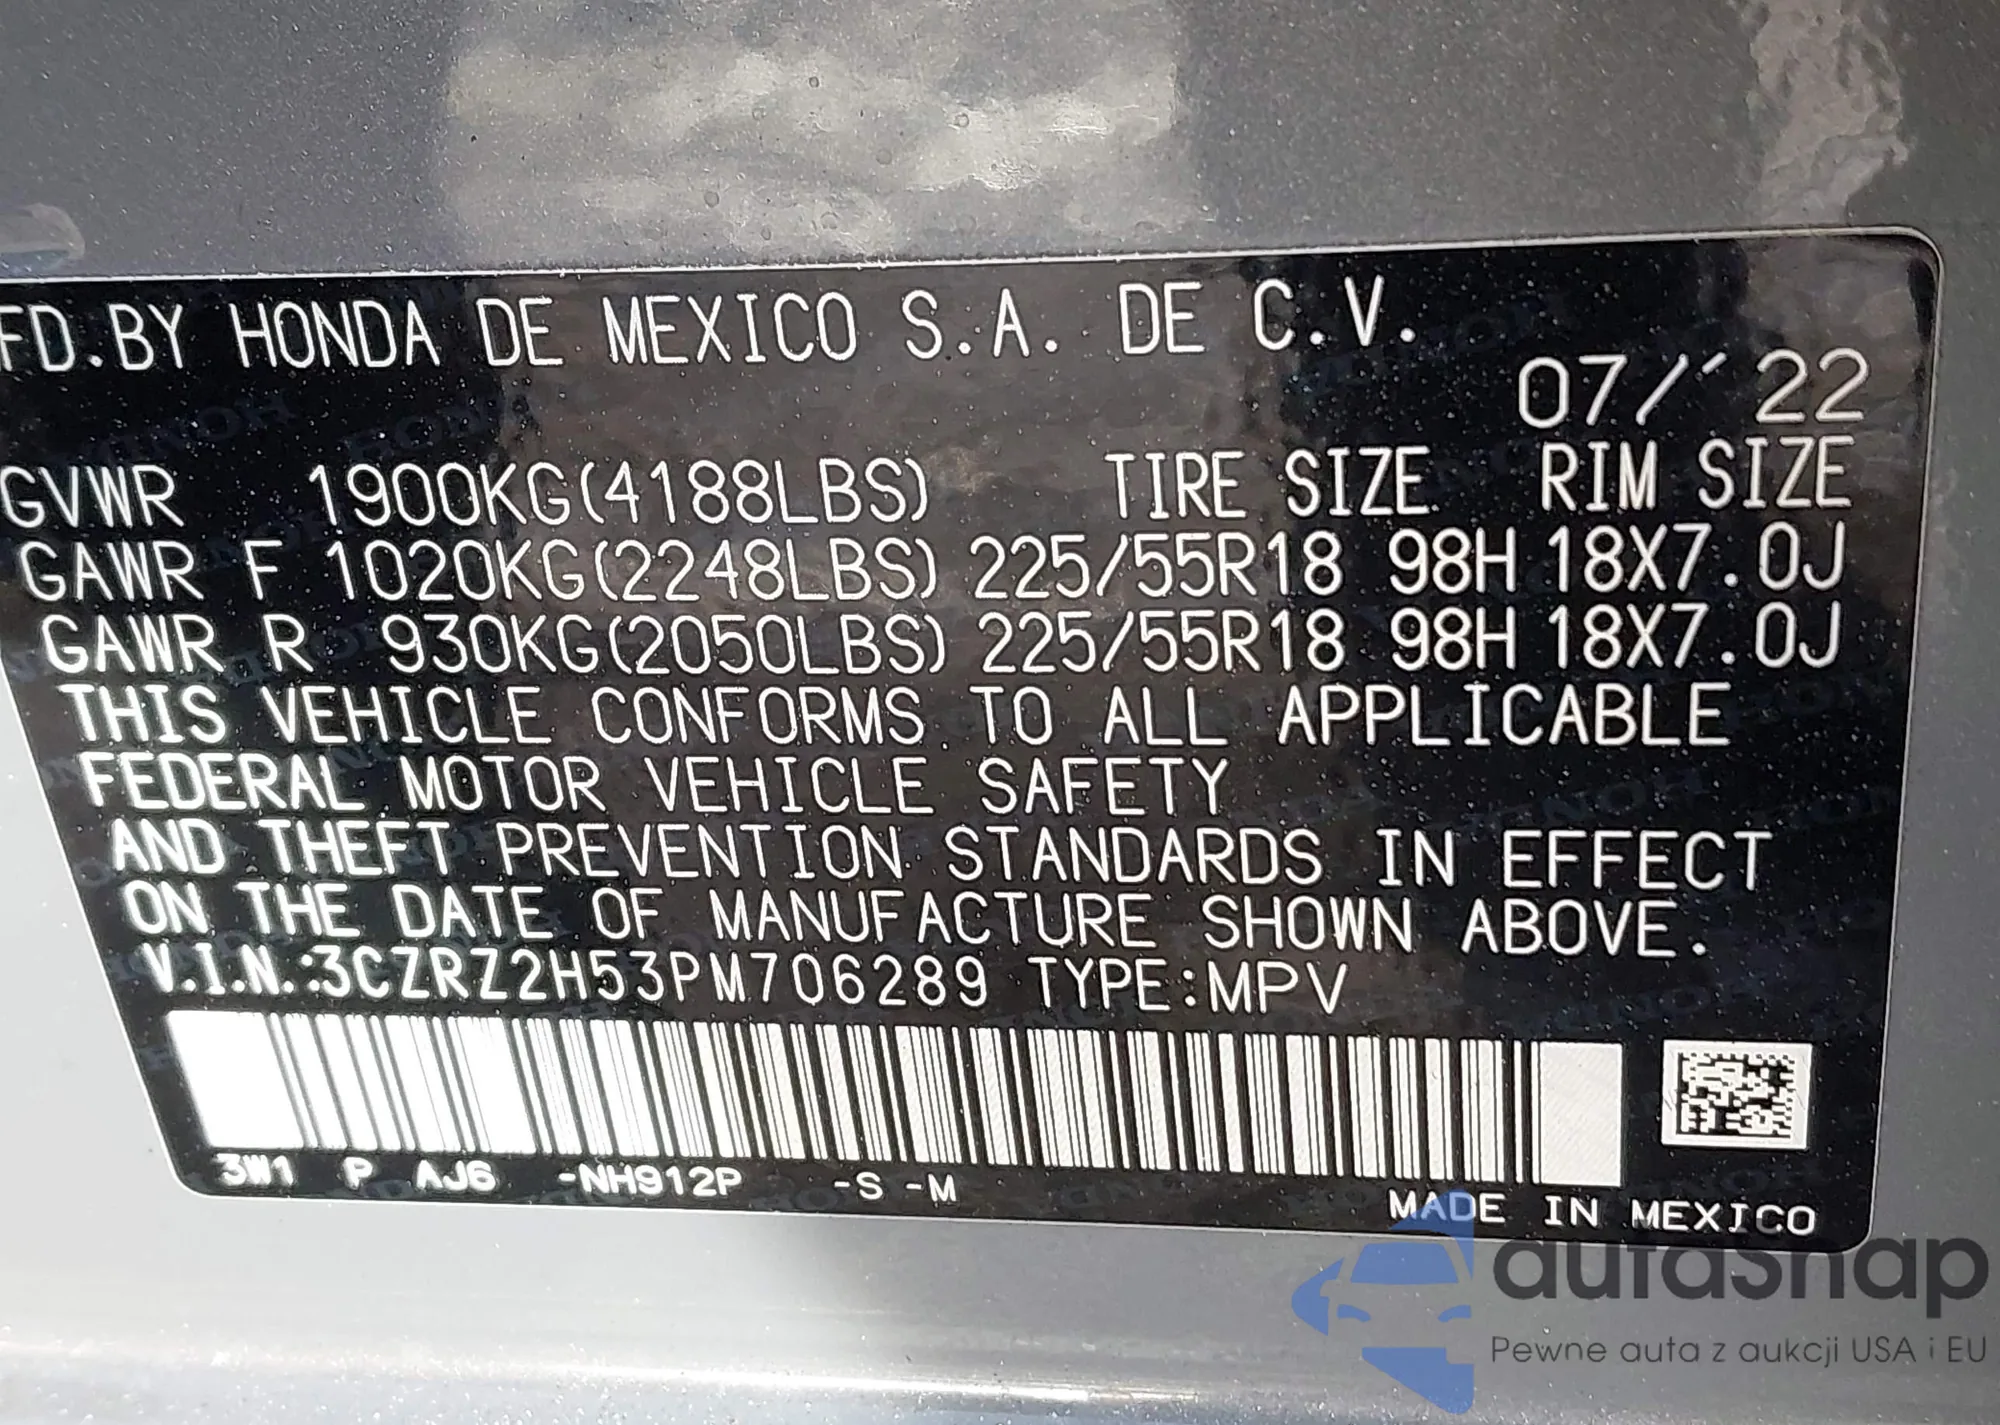 FD.BY HONDA DE MEXICO S.A. DE C.V.
07/'22
GVWR 1900KG(4188LBS) TIRE SIZE RIM SIZE
GAWR F 1020KG(2248LBS) 225/55R18 98H 18X7.0J
GAWR R 930KG(2050LBS) 225/55R18 98H 18X7.0J
THIS VEHICLE CONFORMS TO ALL APPLICABLE
FEDERAL MOTOR VEHICLE SAFETY
AND THEFT PREVENTION STANDARDS IN EFFECT
ON THE DATE OF MANUFACTURE SHOWN ABOVE.
V.I.N.:3CZRZ2H53PM706289 TYPE:MPV
3W1 P AJ6 -NH912P -S -M
MADE IN MEXICO
autasnap
Pewne auta z aukcji USA i EU